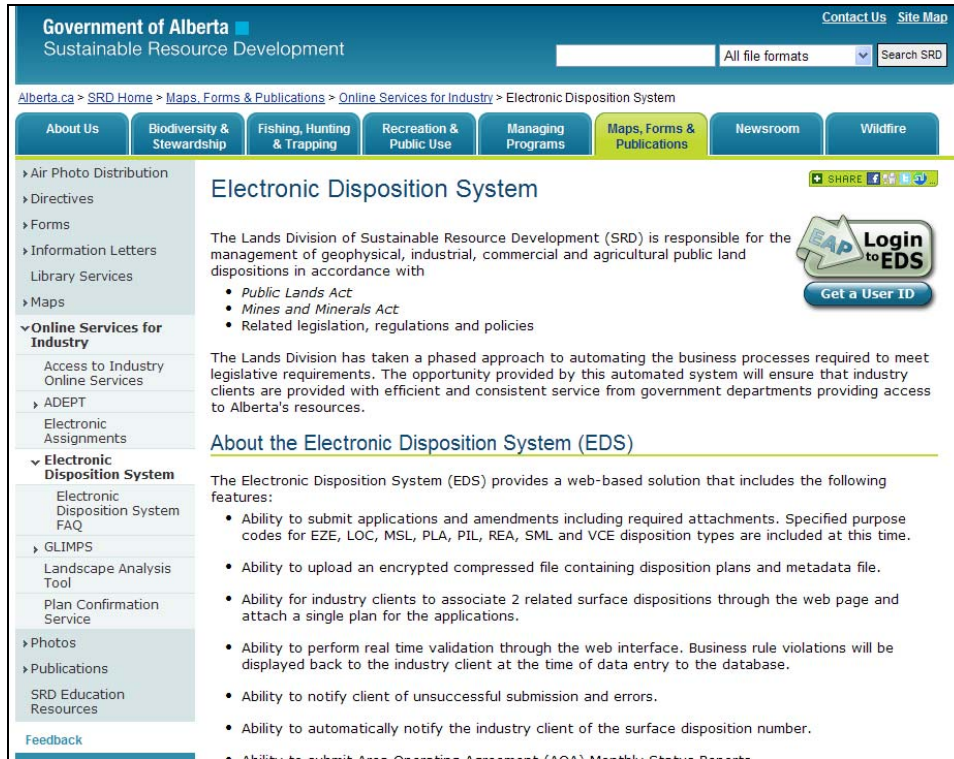 Contact Us Site Map
Government of Alberta
Sustainable Resource Development
All file formats Search SRD
Alberta.ca > SRD Home > Maps, Forms & Publications > Online Services for Industry > Electronic Disposition System
About Us
Biodiversity & Stewardship
Fishing, Hunting & Trapping
Recreation & Public Use
Managing Programs
Maps, Forms & Publications
Newsroom
Wildfire
Air Photo Distribution
Directives
Forms
Information Letters
Library Services
Maps
Online Services for
Industry
Access to Industry
Online Services
ADEPT
Electronic
Assignments
Electronic
Disposition System
Electronic
Disposition System
FAQ
GLIMPS
Landscape Analysis
Tool
Plan Confirmation
Service
Photos
Publications
SRD Education
Resources
Feedback
SHARE
Electronic Disposition System
EAP Login
to EDS
Get a User ID
The Lands Division of Sustainable Resource Development (SRD) is responsible for the
management of geophysical, industrial, commercial and agricultural public land
dispositions in accordance with
• Public Lands Act
• Mines and Minerals Act
• Related legislation, regulations and policies
The Lands Division has taken a phased approach to automating the business processes required to meet
legislative requirements. The opportunity provided by this automated system will ensure that industry
clients are provided with efficient and consistent service from government departments providing access
to Alberta's resources.
About the Electronic Disposition System (EDS)
The Electronic Disposition System (EDS) provides a web-based solution that includes the following
features:
• Ability to submit applications and amendments including required attachments. Specified purpose
codes for EZE, LOC, MSL, PLA, PIL, REA, SML and VCE disposition types are included at this time.
• Ability to upload an encrypted compressed file containing disposition plans and metadata file.
• Ability for industry clients to associate 2 related surface dispositions through the web page and
attach a single plan for the applications.
• Ability to perform real time validation through the web interface. Business rule violations will be
displayed back to the industry client at the time of data entry to the database.
• Ability to notify client of unsuccessful submission and errors.
• Ability to automatically notify the industry client of the surface disposition number.
• Ability to submit Area Operating Agreement (AOA) Monthly Status Reports